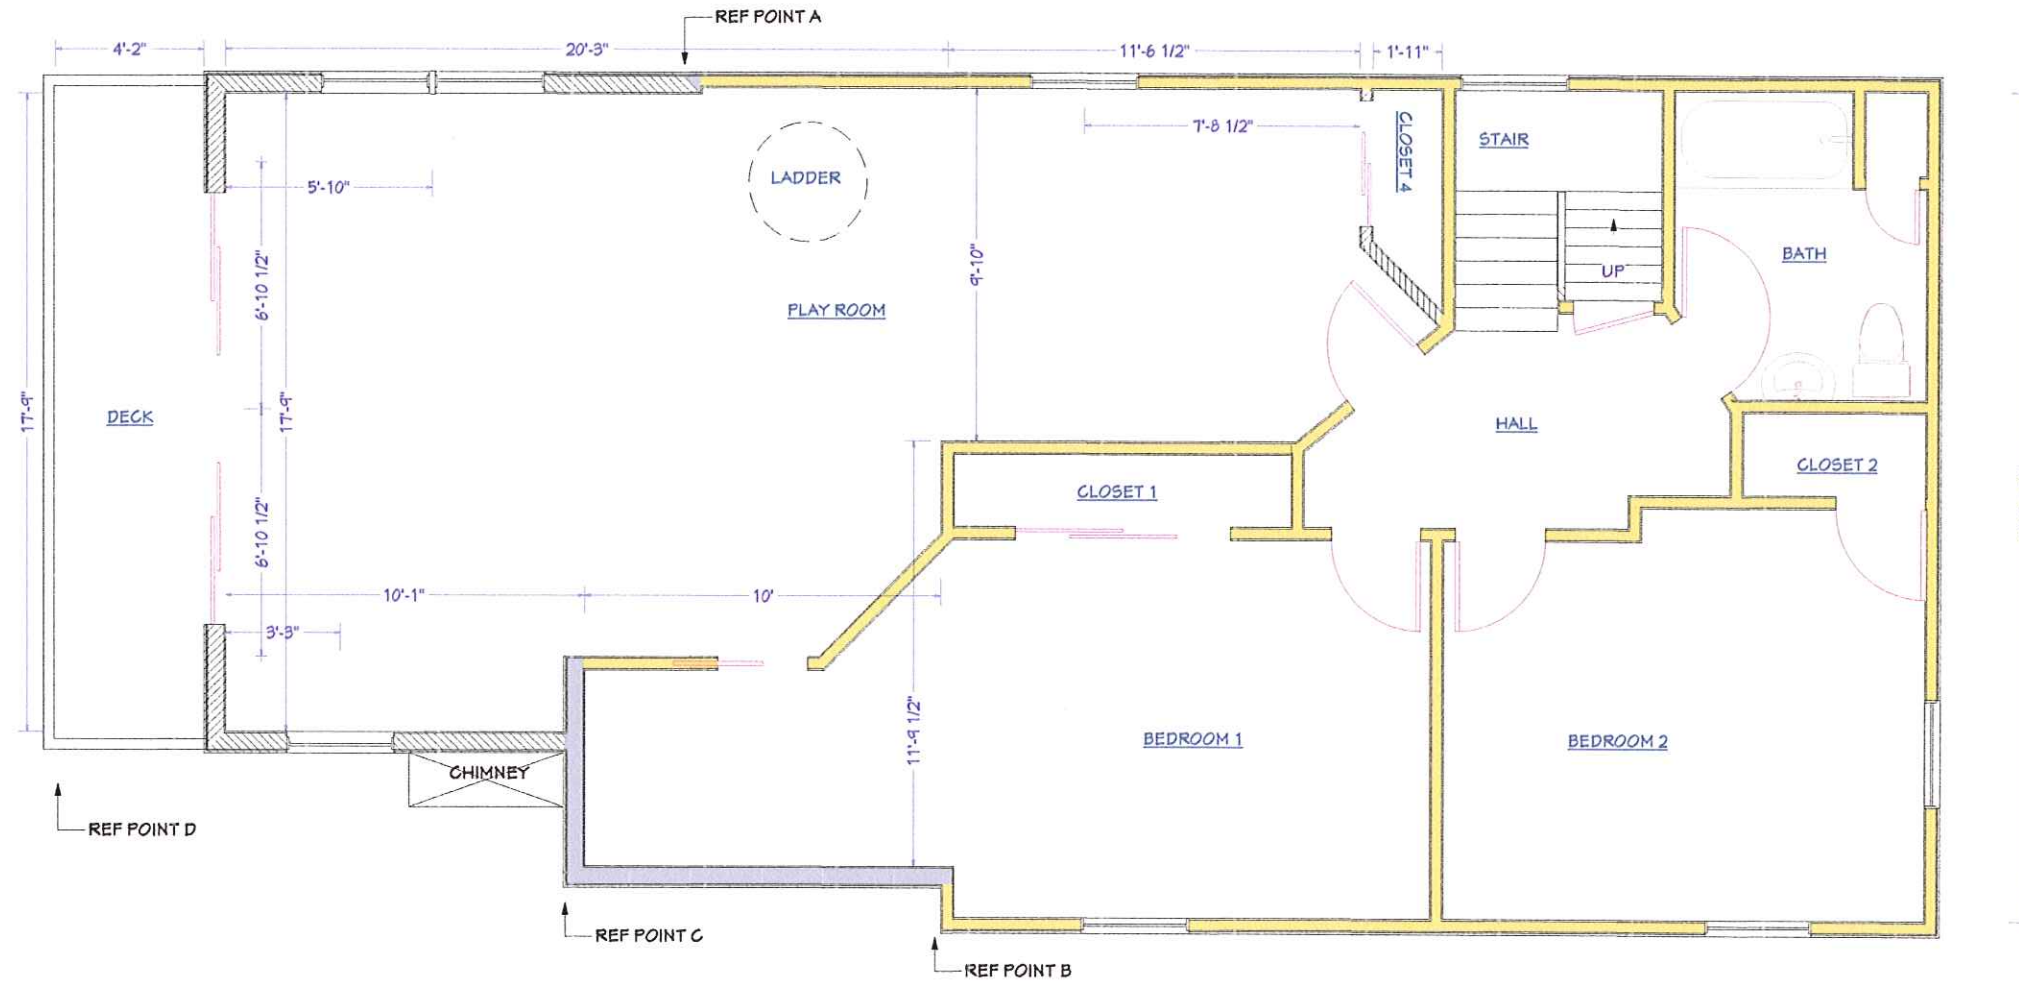 REF POINT A
4'-2"
20'-3"
11'-6 1/2"
1'-11"
7'-8 1/2"
CLOSET 4
STAIR
LADDER
5'-10"
6'-10 1/2"
9'-10"
BATH
UP
PLAY ROOM
17'-9"
DECK
17'-9"
HALL
CLOSET 2
CLOSET 1
6'-10 1/2"
10'-1"
10'
3'-3"
11'-9 1/2"
BEDROOM 1
BEDROOM 2
CHIMNEY
REF POINT D
REF POINT C
REF POINT B